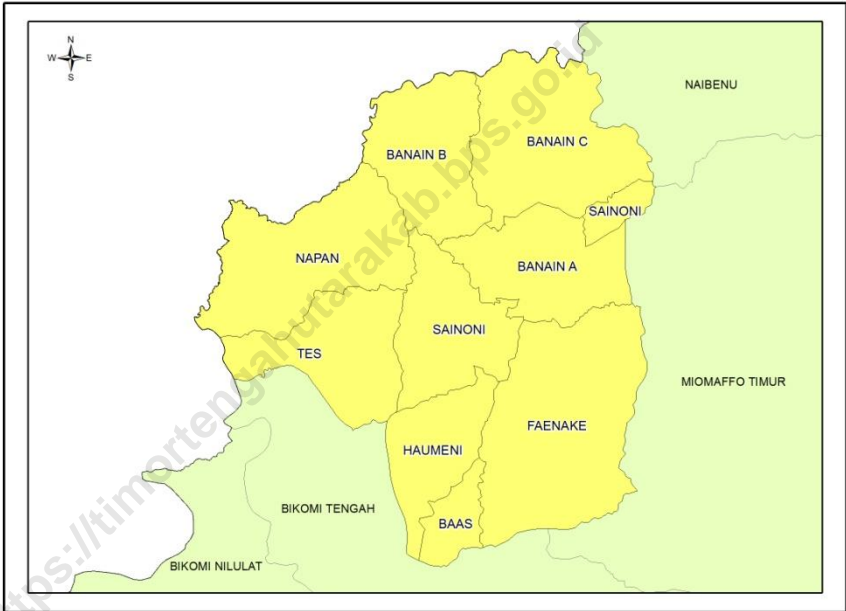 N
W E
S
NAIBENU
BANAIN B
BANAIN C
SAINONI
NAPAN
BANAIN A
SAINONI
TES
MIOMAFFO TIMUR
FAENAKE
HAUMENI
BIKOMI TENGAH
BAAS
BIKOMI NILULAT
https://timortengahutarakab.bps.go.id